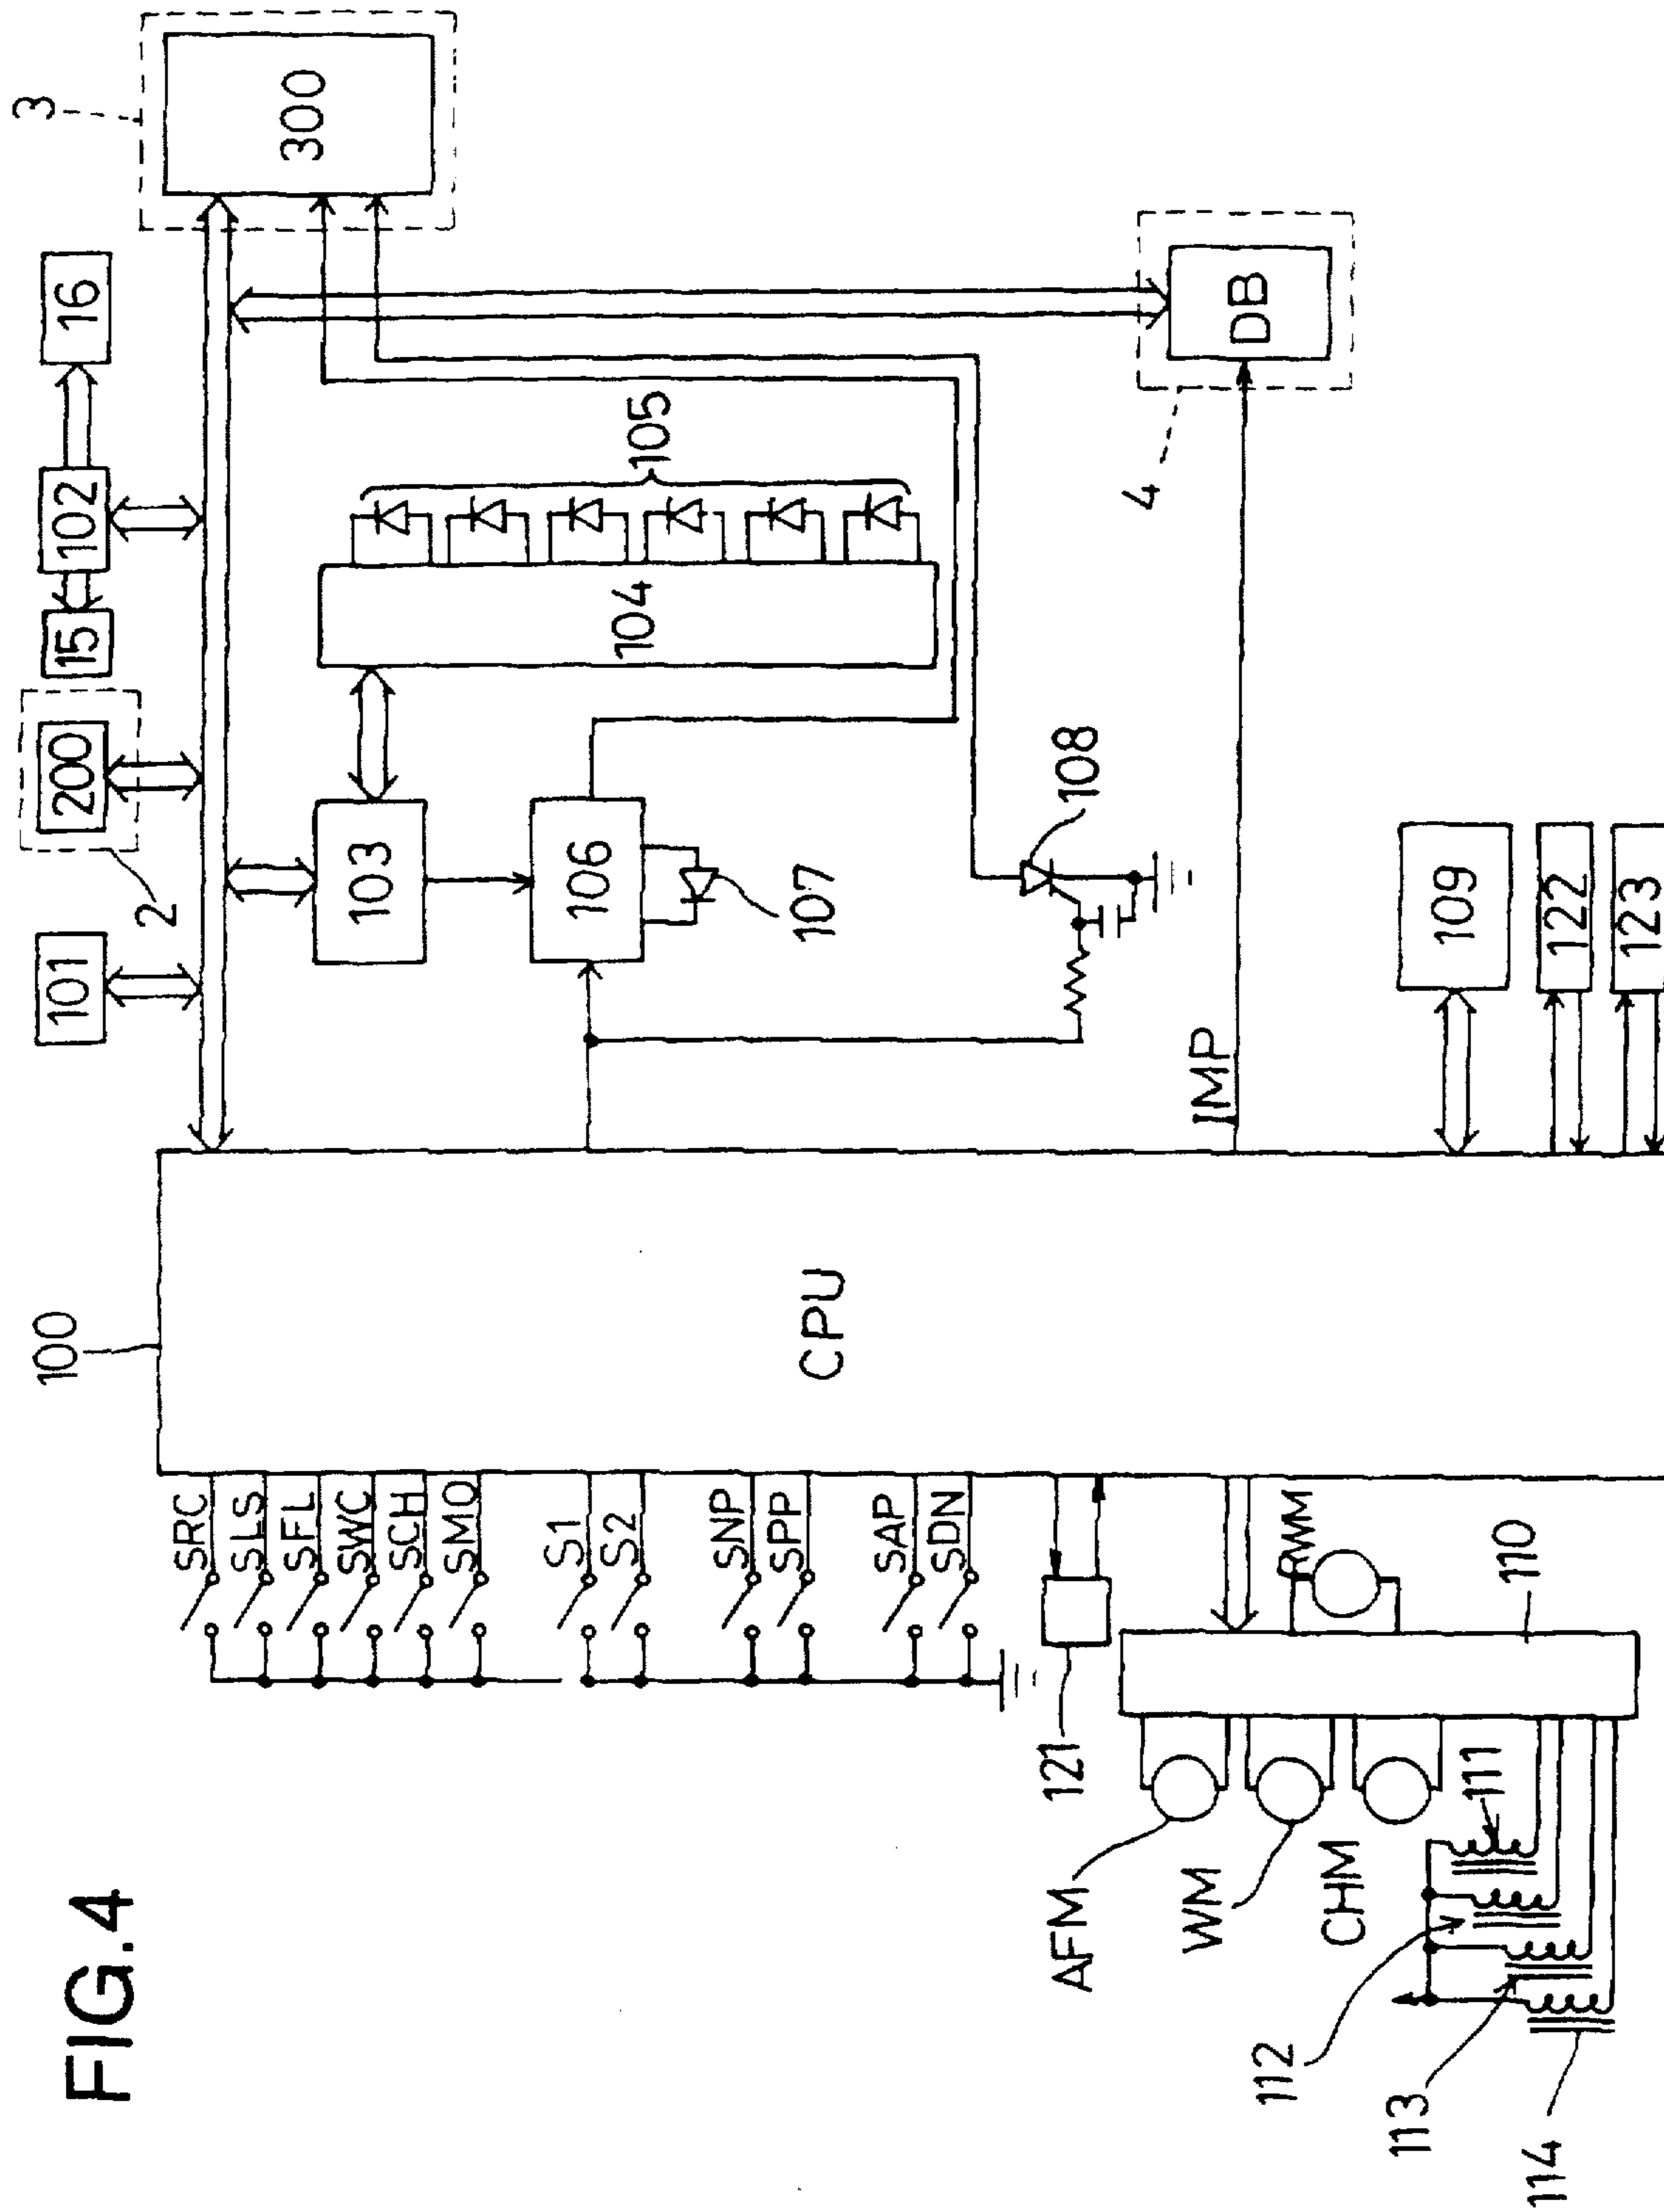 FIG.4
100
CPU
SRC
SLS
SFL
SWC
SCH
SMO
S1
S2
SNP
SPP
SAP
SDN
101
2
200
15
102
16
3
300
103
104
105
106
107
108
4
DB
IMP
109
122
123
121
RWM
110
AFM
WM
CHM
111
112
113
114